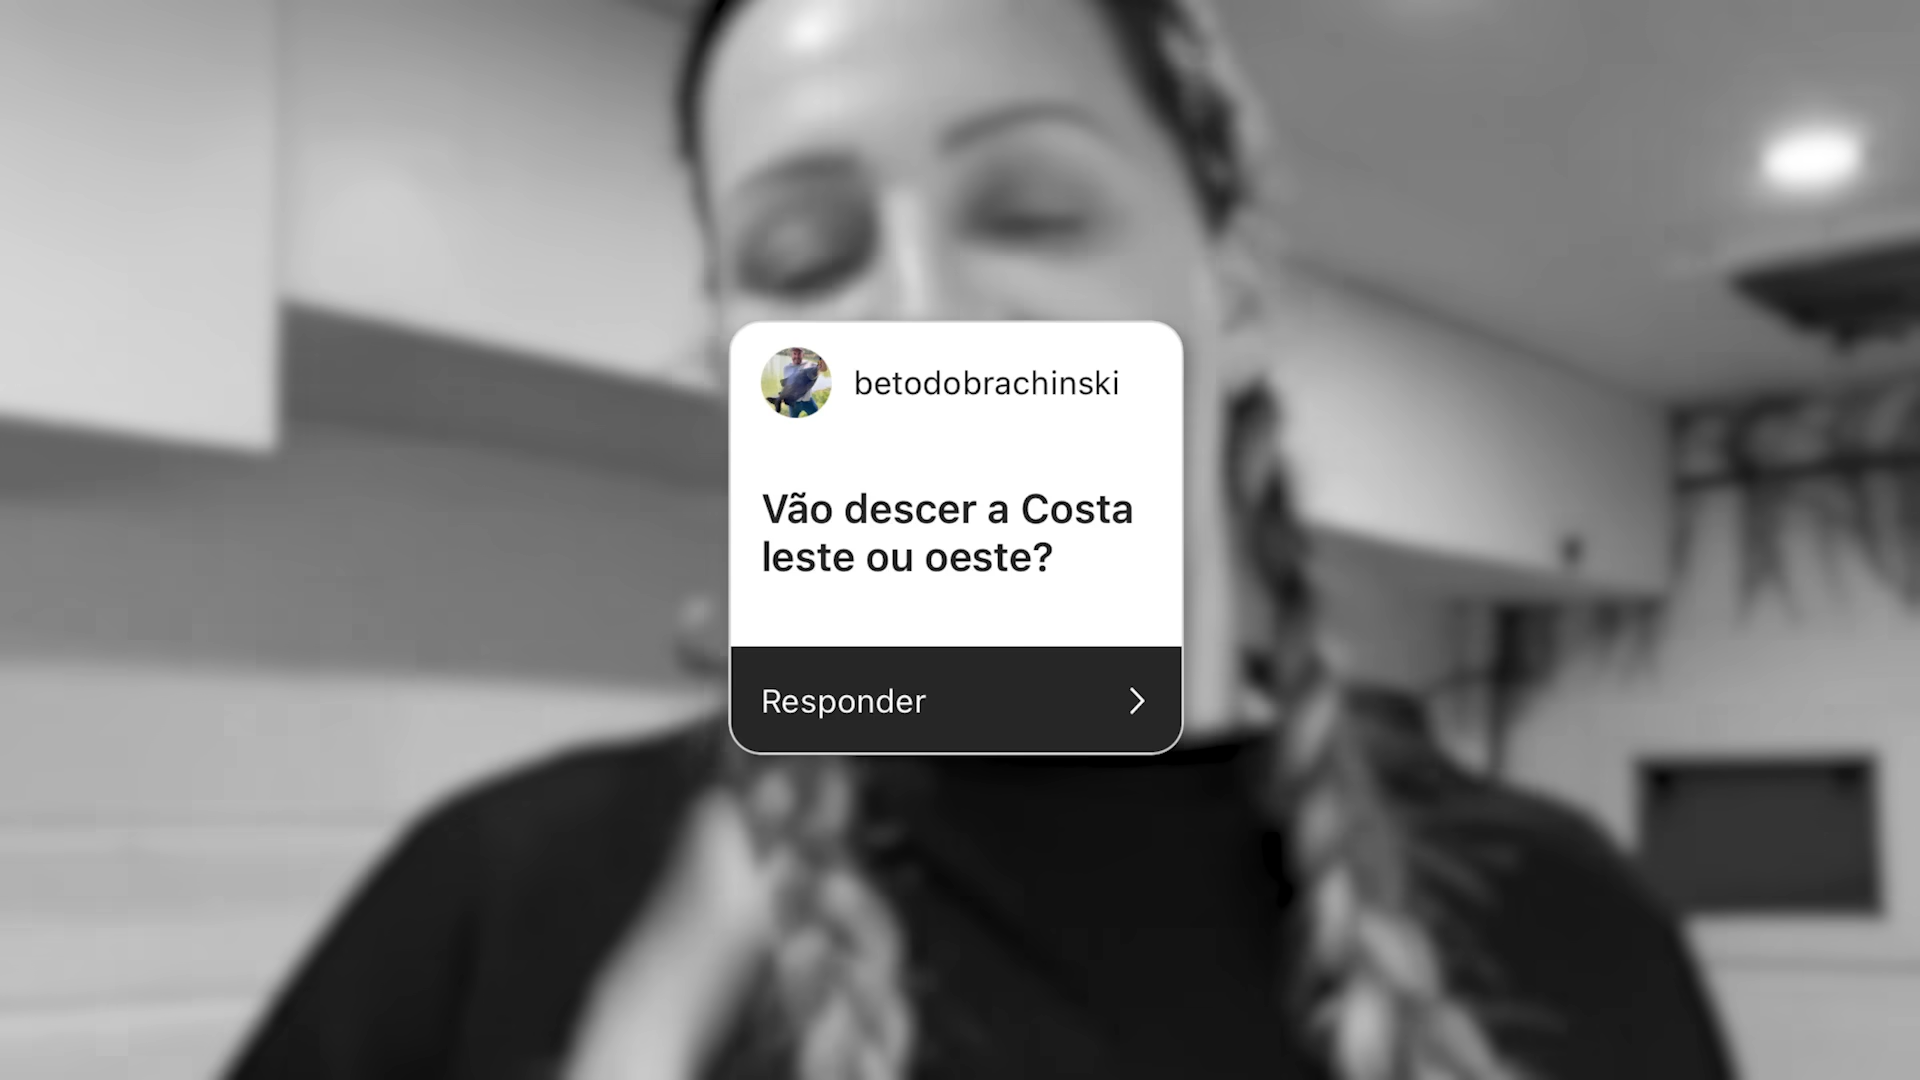 betodobrachinski
Vão descer a Costa
leste ou oeste?
Responder